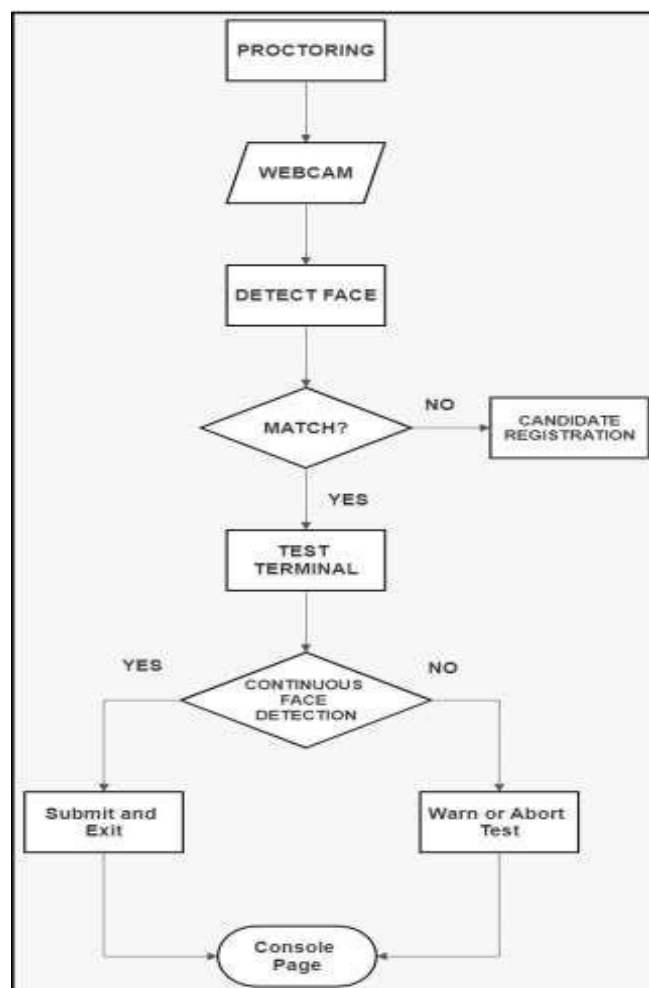 PROCTORING
WEBCAM
DETECT FACE
MATCH?
NO
CANDIDATE
REGISTRATION
YES
TEST
TERMINAL
YES
NO
CONTINUOUS
FACE
DETECTION
Submit and
Exit
Warn or Abort
Test
Console
Page